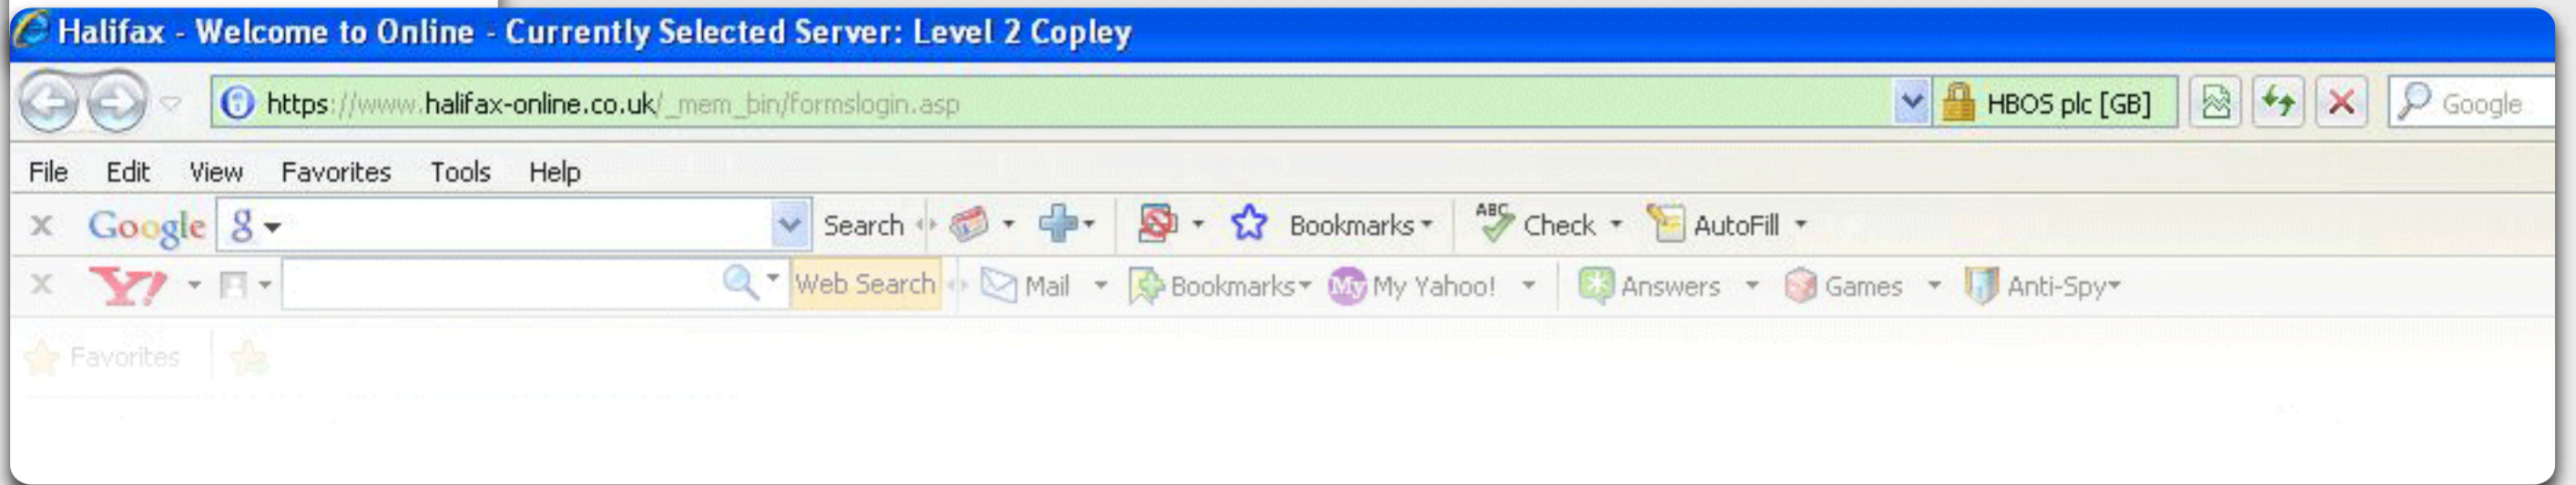 Halifax - Welcome to Online - Currently Selected Server: Level 2 Copley
https://www.halifax-online.co.uk/_mem_bin/formslogin.asp HBOS plc [GB] Google
File Edit View Favorites Tools Help
x Google g Search Bookmarks ABC Check AutoFill
x Y! Web Search Mail Bookmarks My My Yahoo! Answers Games Anti-Spy
Favorites